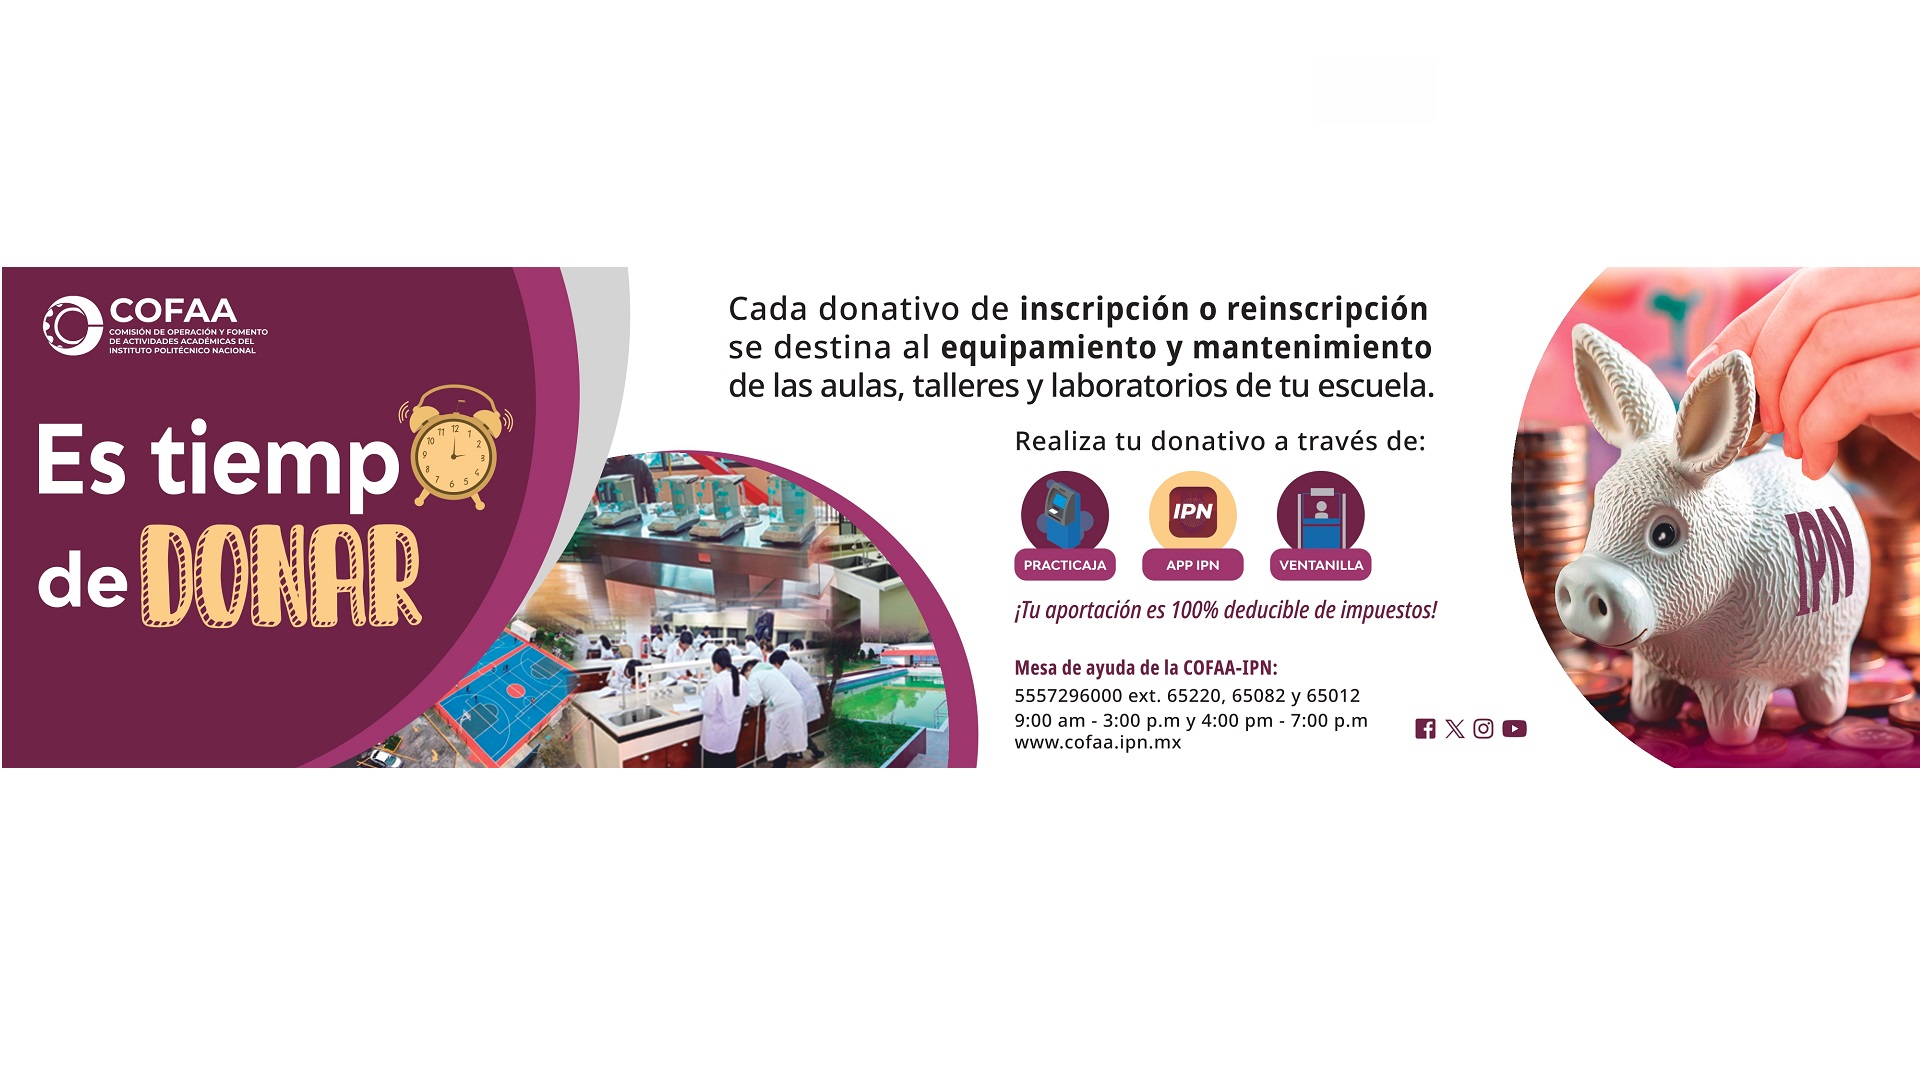 COFAA
COMISIÓN DE OPERACIÓN Y FOMENTO
DE ACTIVIDADES ACADÉMICAS DEL
INSTITUTO POLITÉCNICO NACIONAL
Es tiemp
de DONAR
Cada donativo de inscripción o reinscripción
se destina al equipamiento y mantenimiento
de las aulas, talleres y laboratorios de tu escuela.
Realiza tu donativo a través de:
IPN
PRACTICAJA
APP IPN
VENTANILLA
¡Tu aportación es 100% deducible de impuestos!
Mesa de ayuda de la COFAA-IPN:
5557296000 ext. 65220, 65082 y 65012
9:00 am - 3:00 p.m y 4:00 pm - 7:00 p.m
www.cofaa.ipn.mx
IPN